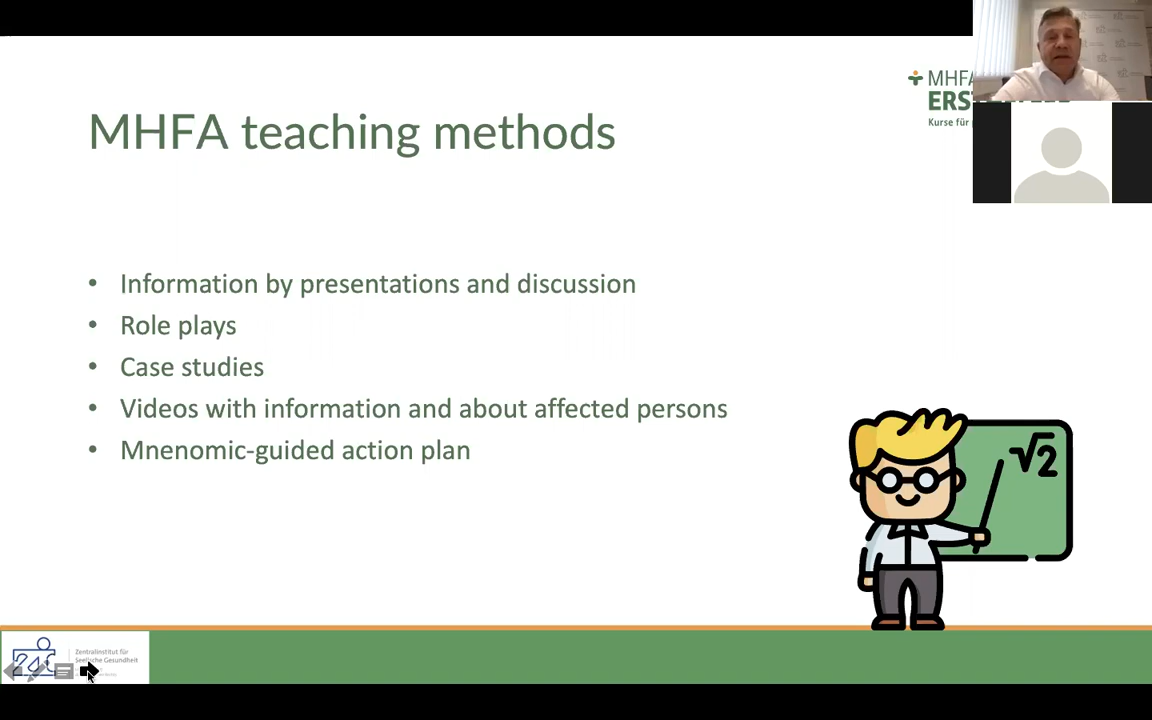 MHFA teaching methods
MHFA
ERST
Kurse für
• Information by presentations and discussion
• Role plays
• Case studies
• Videos with information and about affected persons
• Mnenomic-guided action plan
√2
Zentralinstitut für
Seelische Gesundheit